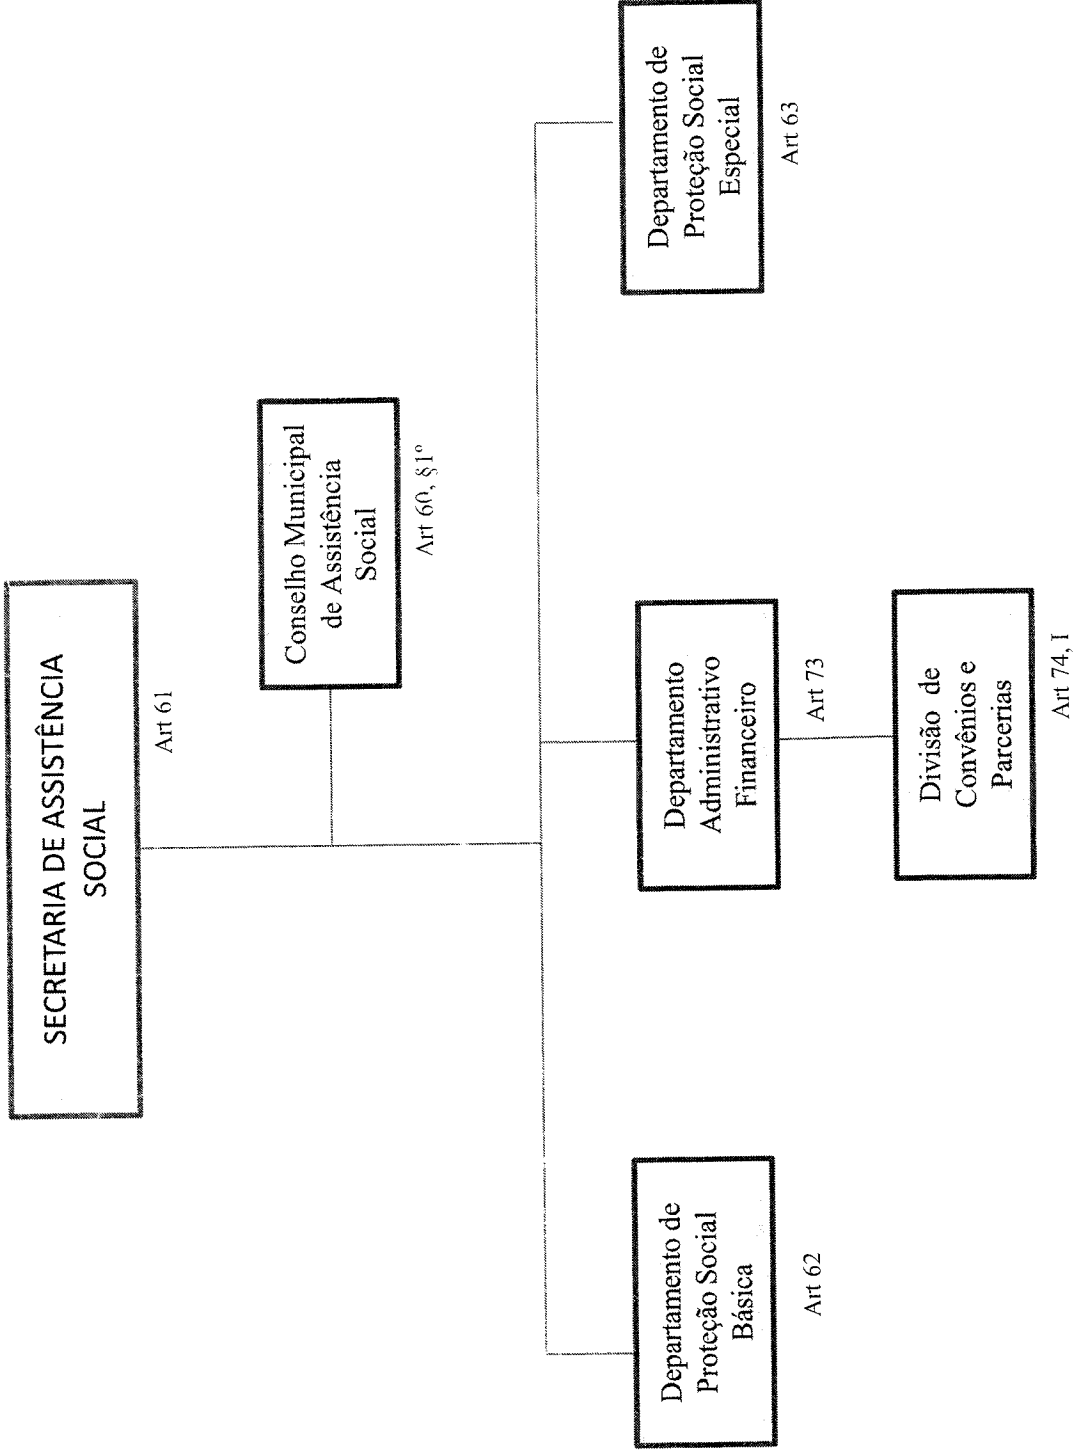 SECRETARIA DE ASSISTÊNCIA
SOCIAL
Art 61
Conselho Municipal
de Assistência
Social
Art 60, §1º
Departamento de
Proteção Social
Básica
Art 62
Departamento
Administrativo
Financeiro
Art 73
Divisão de
Convênios e
Parcerias
Art 74, I
Departamento de
Proteção Social
Especial
Art 63